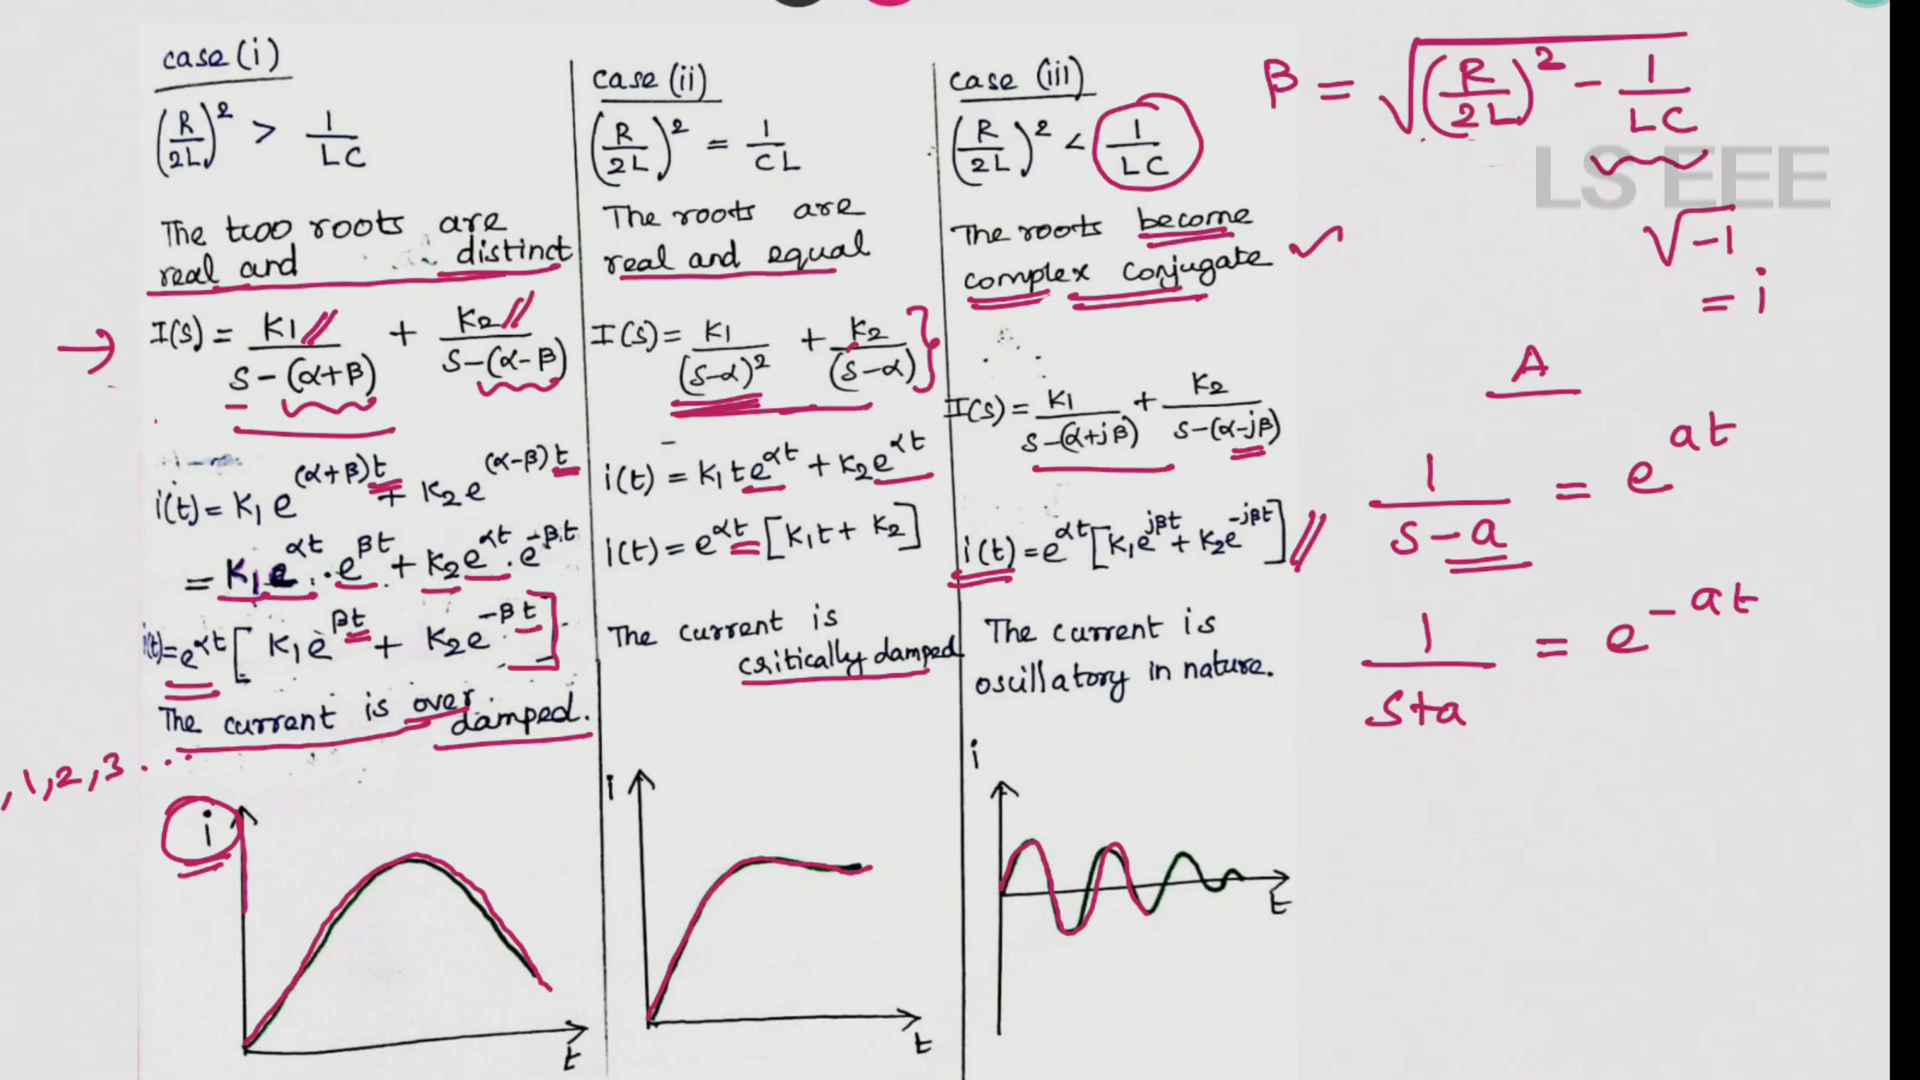 case (i)
(R/2L)² > 1/LC
The two roots are
real and distinct
I(s) = K1/(s-(α+β)) + K2/(s-(α-β))
i(t) = K1 e^(α+β)t + K2 e^(α-β)t
= K1 e^αt . e^βt + K2 e^αt . e^-βt
i(t) = e^αt [K1 e^βt + K2 e^-βt]
The current is over
damped.
, 1, 2, 3 ...
i
t
case (ii)
(R/2L)² = 1/CL
The roots are
real and equal
I(s) = K1/(s-α)² + K2/(s-α)
i(t) = K1 t e^αt + K2 e^αt
i(t) = e^αt [K1 t + K2]
The current is
critically damped
i
t
case (iii)
(R/2L)² < 1/LC
The roots become
complex conjugate
I(s) = K1/(s-(α+jβ)) + K2/(s-(α-jβ))
i(t) = e^αt [K1 e^jβt + K2 e^-jβt]
The current is
oscillatory in nature.
i
t
β = √((R/2L)² - 1/LC)
LS EEE
√-1
= i
A
1/(s-a) = e^at
1/(s+a) = e^-at